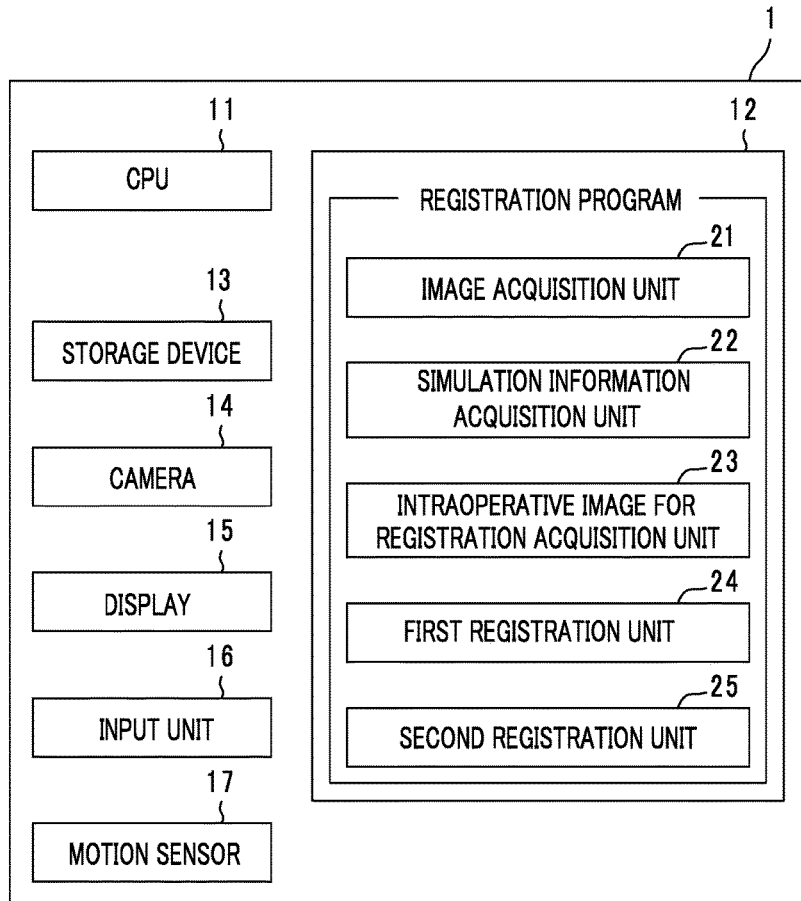 1
11
CPU
13
STORAGE DEVICE
14
CAMERA
15
DISPLAY
16
INPUT UNIT
17
MOTION SENSOR
12
REGISTRATION PROGRAM
21
IMAGE ACQUISITION UNIT
22
SIMULATION INFORMATION
ACQUISITION UNIT
23
INTRAOPERATIVE IMAGE FOR
REGISTRATION ACQUISITION UNIT
24
FIRST REGISTRATION UNIT
25
SECOND REGISTRATION UNIT